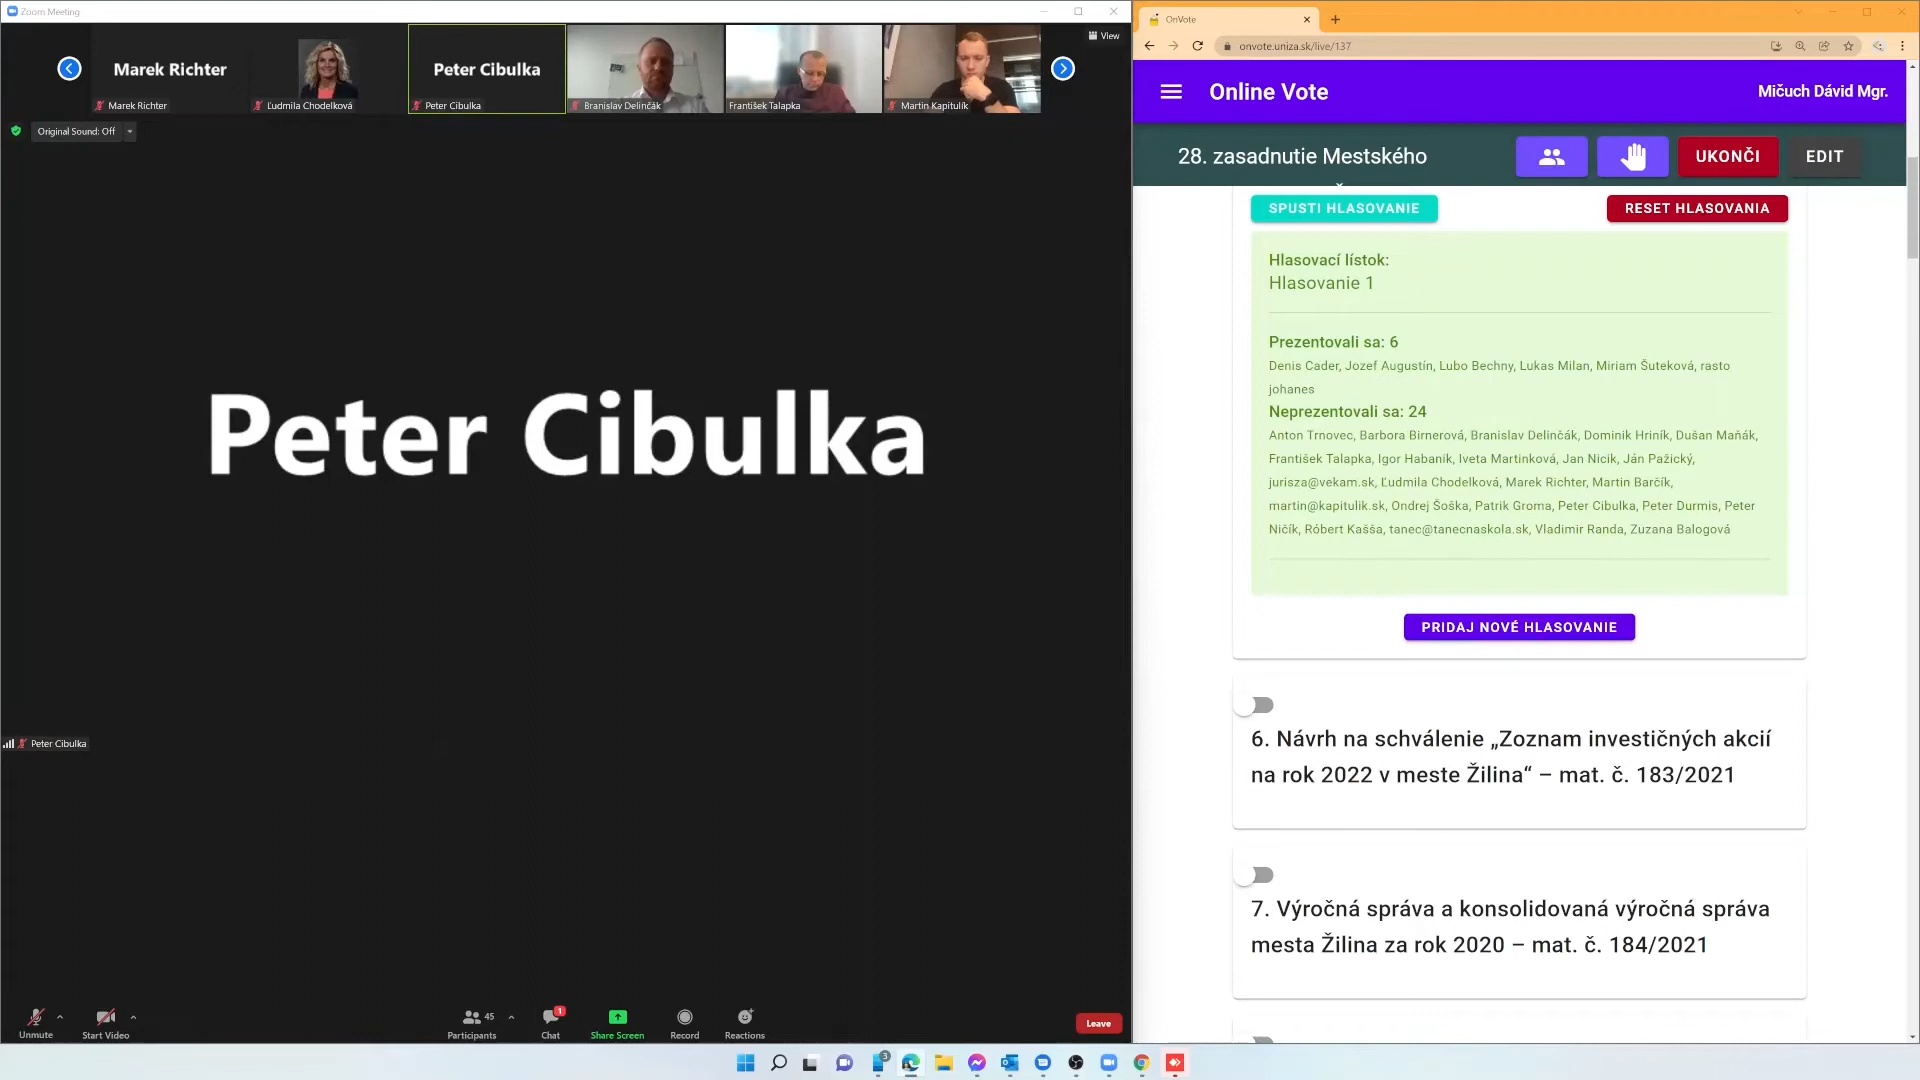 Zoom Meeting
Marek Richter
Marek Richter
Ľudmila Chodelková
Peter Cibulka
Peter Cibulka
Branislav Delinčák
František Talapka
Martin Kapitulík
View
Original Sound: Off
Peter Cibulka
Peter Cibulka
Unmute
Start Video
45
Participants
1
Chat
Share Screen
Record
Reactions
Leave
OnVote
onvote.uniza.sk/live/137
Online Vote
Mičuch Dávid Mgr.
28. zasadnutie Mestského
UKONČI
EDIT
SPUSTI HLASOVANIE
RESET HLASOVANIA
Hlasovací lístok:
Hlasovanie 1
Prezentovali sa: 6
Denis Cader, Jozef Augustín, Lubo Bechny, Lukas Milan, Miriam Šuteková, rasto
johanes
Neprezentovali sa: 24
Anton Trnovec, Barbora Birnerová, Branislav Delinčák, Dominik Hriník, Dušan Maňák,
František Talapka, Igor Habanik, Iveta Martinková, Jan Nicik, Ján Pažický,
jurisza@vekam.sk, Ľudmila Chodelková, Marek Richter, Martin Barčík,
martin@kapitulik.sk, Ondrej Šoška, Patrik Groma, Peter Cibulka, Peter Durmis, Peter
Ničík, Róbert Kašša, tanec@tanecnaskola.sk, Vladimir Randa, Zuzana Balogová
PRIDAJ NOVÉ HLASOVANIE
6. Návrh na schválenie „Zoznam investičných akcií
na rok 2022 v meste Žilina“ – mat. č. 183/2021
7. Výročná správa a konsolidovaná výročná správa
mesta Žilina za rok 2020 – mat. č. 184/2021
3